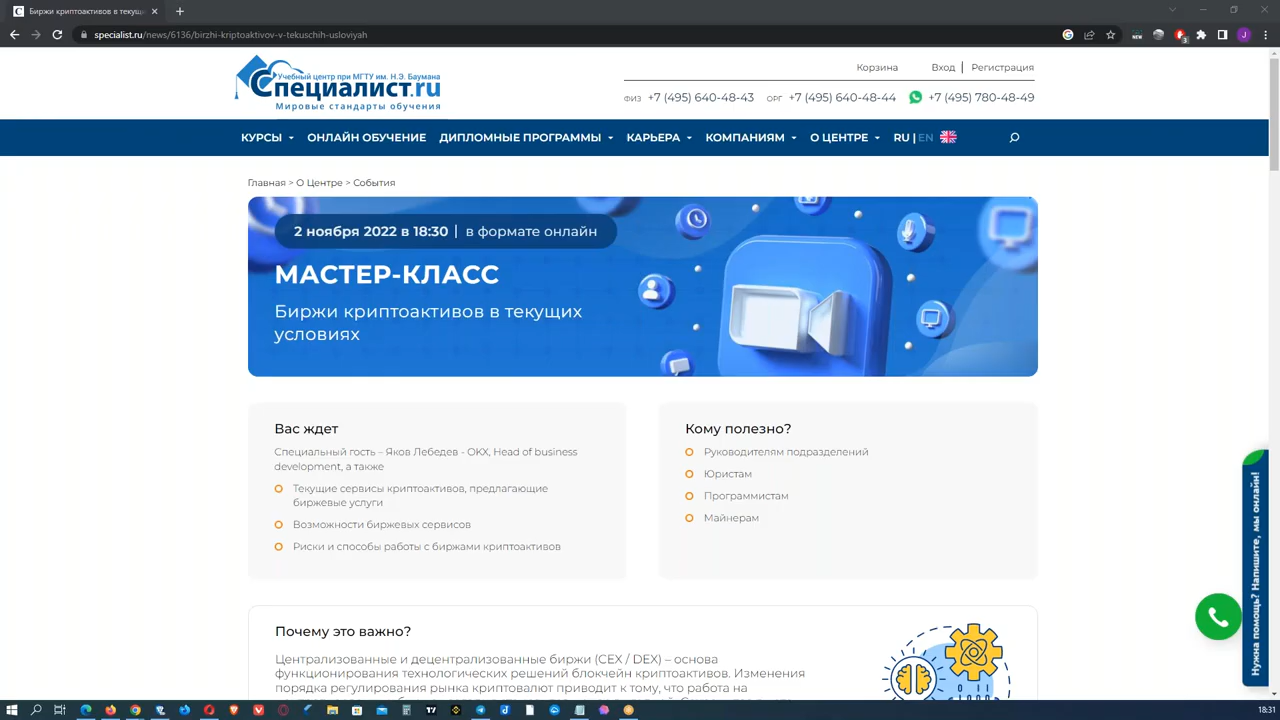 Биржи криптоактивов в текущ
specialist.ru/news/6136/birzhi-kriptoaktivov-v-tekuschih-usloviyah
Учебный центр при МГТУ им. Н.Э. Баумана
Специалист.ru
Мировые стандарты обучения
Корзина Вход | Регистрация
ФИЗ +7 (495) 640-48-43 ОРГ +7 (495) 640-48-44 +7 (495) 780-48-49
КУРСЫ ОНЛАЙН ОБУЧЕНИЕ ДИПЛОМНЫЕ ПРОГРАММЫ КАРЬЕРА КОМПАНИЯМ О ЦЕНТРЕ RU | EN
Главная > О Центре > События
2 ноября 2022 в 18:30 | в формате онлайн
МАСТЕР-КЛАСС
Биржи криптоактивов в текущих
условиях
Вас ждет
Специальный гость – Яков Лебедев - OKX, Head of business
development, а также
Текущие сервисы криптоактивов, предлагающие
биржевые услуги
Возможности биржевых сервисов
Риски и способы работы с биржами криптоактивов
Кому полезно?
Руководителям подразделений
Юристам
Программистам
Майнерам
Почему это важно?
Централизованные и децентрализованные биржи (CEX / DEX) – основа
функционирования технологических решений блокчейн криптоактивов. Изменения
порядка регулирования рынка криптовалют приводит к тому, что работа на
Нужна помощь? Напишите, мы онлайн!
18:31